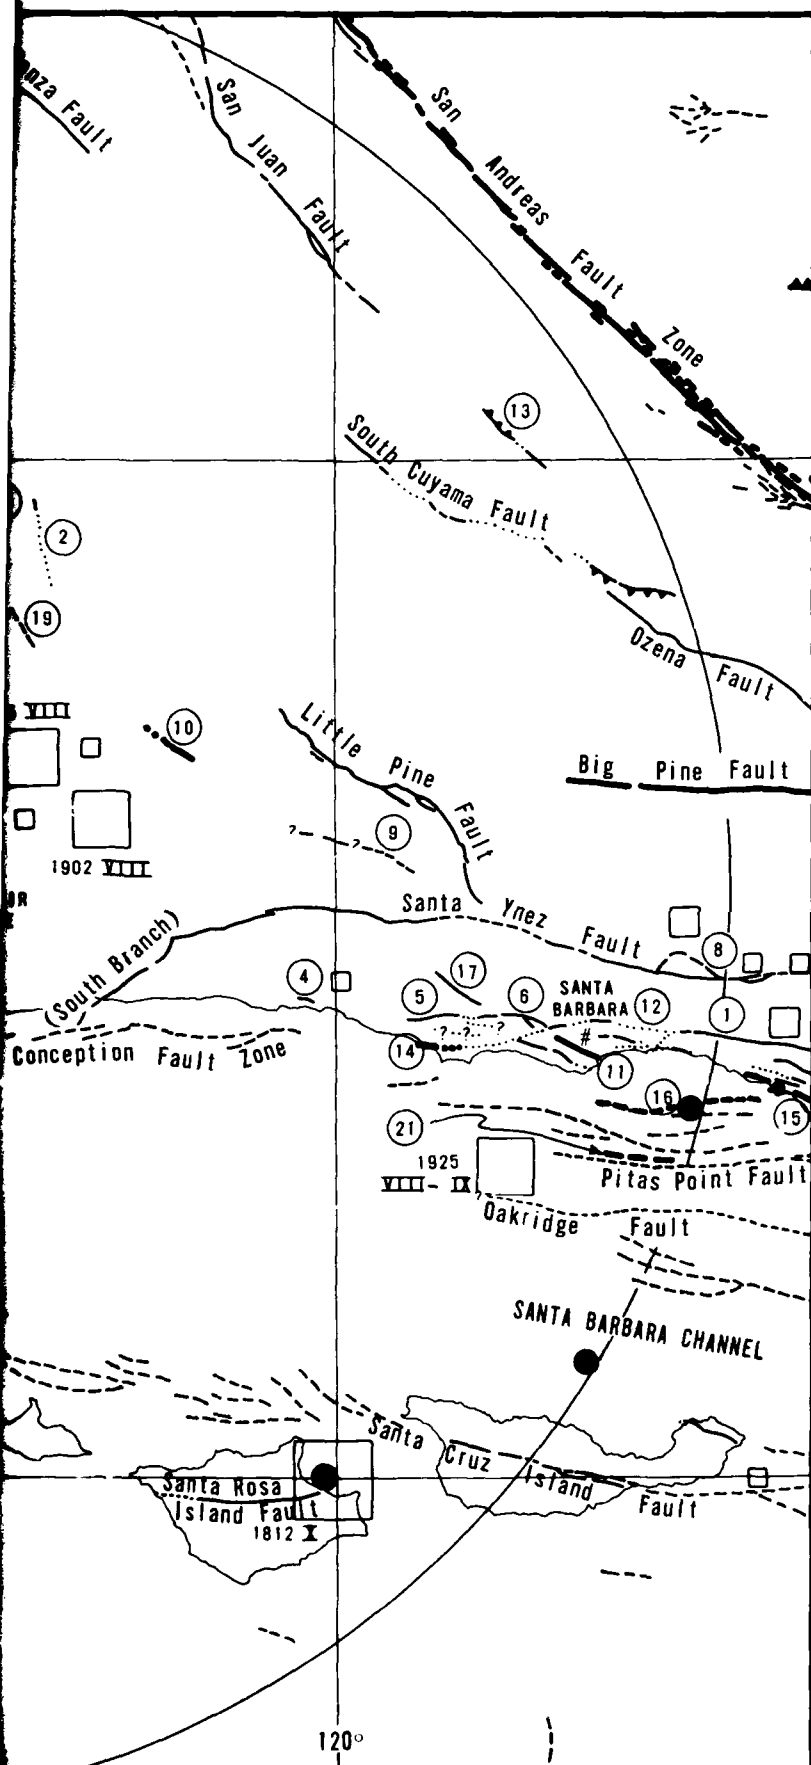 nza Fault
San Juan Fault
San Andreas Fault Zone
13
South Cuyama Fault
2
19
Ozena Fault
VIII
10
Little Pine Fault
Big Pine Fault
9
1902 VIII
Santa Ynez Fault
8
(South Branch)
4
17
5
6
SANTA
BARBARA
12
1
? ? ?
#
Conception Fault Zone
14
11
16
15
21
1925
VIII - IX
Pitas Point Fault
?
Oakridge Fault
SANTA BARBARA CHANNEL
Santa Cruz Island Fault
Santa Rosa
Island Fault
1812 X
120°